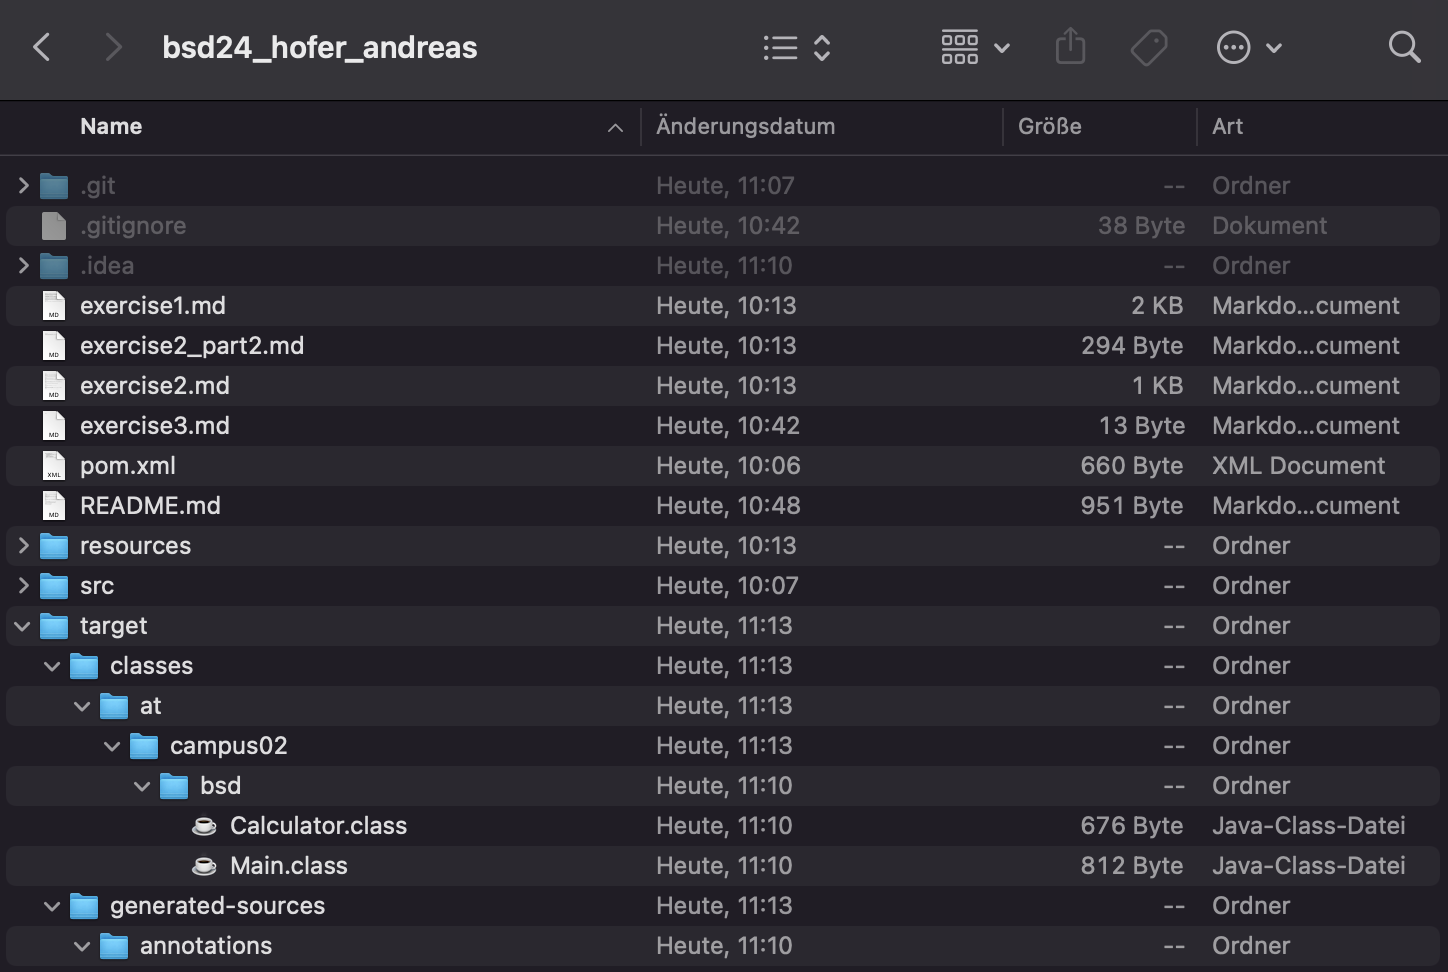 bsd24_hofer_andreas
Name Änderungsdatum Größe Art
.git Heute, 11:07 -- Ordner
.gitignore Heute, 10:42 38 Byte Dokument
.idea Heute, 11:10 -- Ordner
MD exercise1.md Heute, 10:13 2 KB Markdo...cument
MD exercise2_part2.md Heute, 10:13 294 Byte Markdo...cument
MD exercise2.md Heute, 10:13 1 KB Markdo...cument
MD exercise3.md Heute, 10:42 13 Byte Markdo...cument
XML pom.xml Heute, 10:06 660 Byte XML Document
MD README.md Heute, 10:48 951 Byte Markdo...cument
resources Heute, 10:13 -- Ordner
src Heute, 10:07 -- Ordner
target Heute, 11:13 -- Ordner
classes Heute, 11:13 -- Ordner
at Heute, 11:13 -- Ordner
campus02 Heute, 11:13 -- Ordner
bsd Heute, 11:10 -- Ordner
Calculator.class Heute, 11:10 676 Byte Java-Class-Datei
Main.class Heute, 11:10 812 Byte Java-Class-Datei
generated-sources Heute, 11:13 -- Ordner
annotations Heute, 11:10 -- Ordner